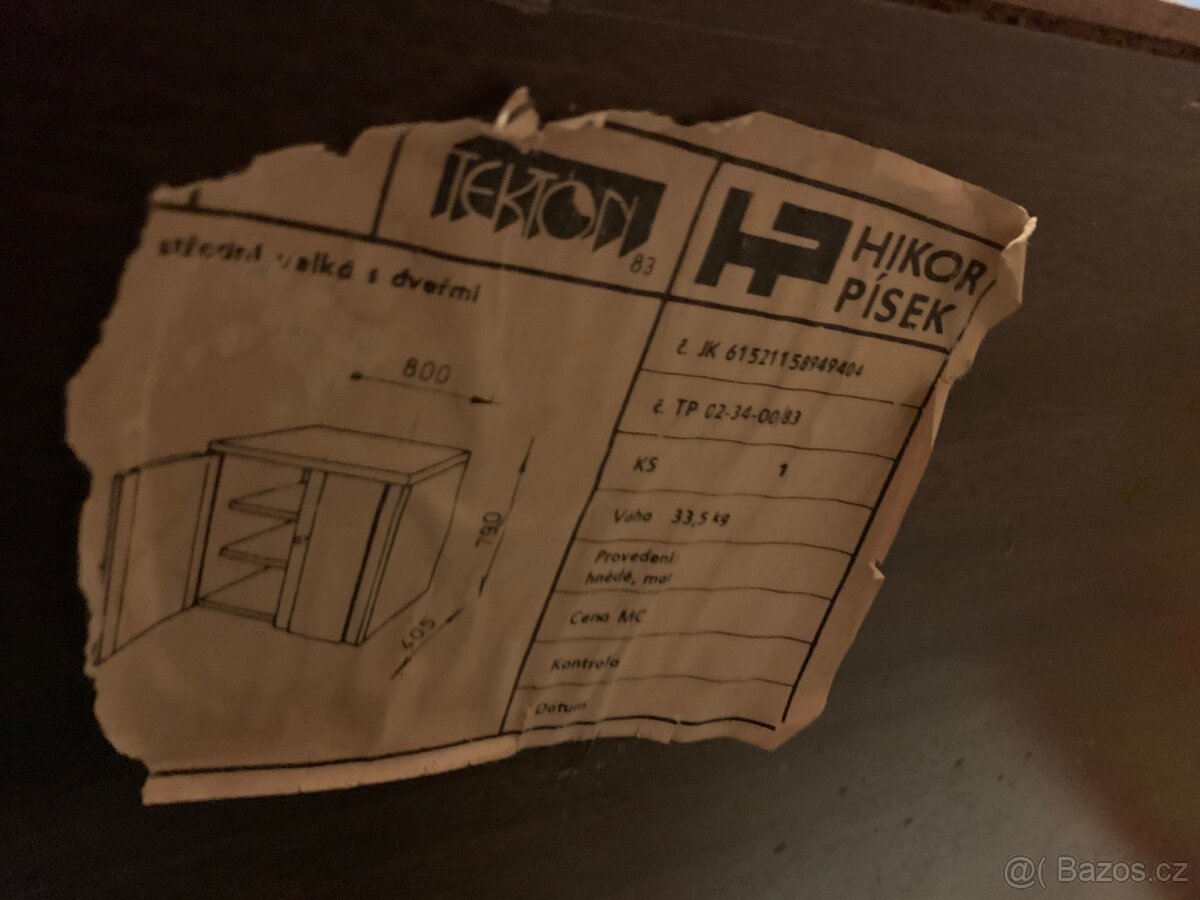 TEKTON
83
HIKOR
PÍSEK
středně velká s dveřmi
800
790
405
č. JK 61521158949404
č. TP 02-34-00/83
KS 1
Váha 33,5 kg
Provedení:
hnědé, mat
Cena MC
Kontrola
Datum
@( Bazos.cz